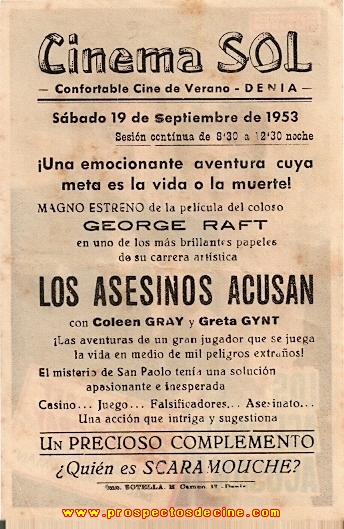 Cinema SOL
— Confortable Cine de Verano - DENIA —
Sábado 19 de Septiembre de 1953
Sesión contínua de 8'30 a 12'30 noche
¡Una emocionante aventura cuya
meta es la vida o la muerte!
MAGNO ESTRENO de la película del coloso
GEORGE RAFT
en uno de los más brillantes papeles
de su carrera artística
LOS ASESINOS ACUSAN
con Coleen GRAY y Greta GYNT
¡Las aventuras de un gran jugador que se juega
la vida en medio de mil peligros extraños!
El misterio de San Paolo tenía una solución
apasionante e inesperada
Casino... Juego... Falsificadores... Asesinato...
Una acción que intriga y sugestiona
UN PRECIOSO COMPLEMENTO
¿Quién es SCARAMOUCHE?
BOTELLA. M Campo. 17 - Denia
www.prospectosdecine.com